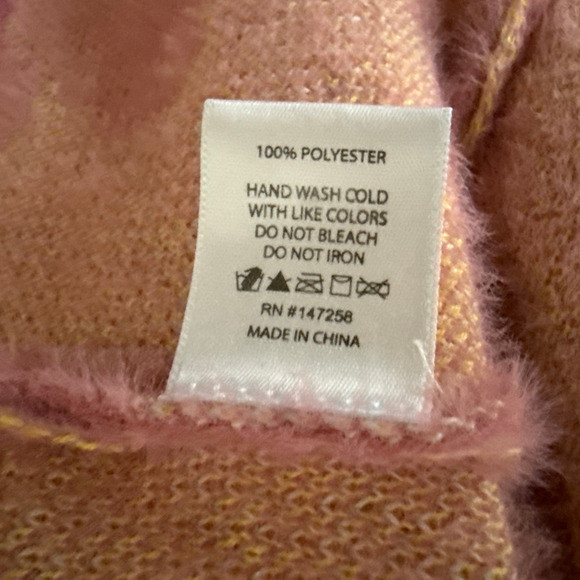 100% POLYESTER
HAND WASH COLD
WITH LIKE COLORS
DO NOT BLEACH
DO NOT IRON
RN #147258
MADE IN CHINA